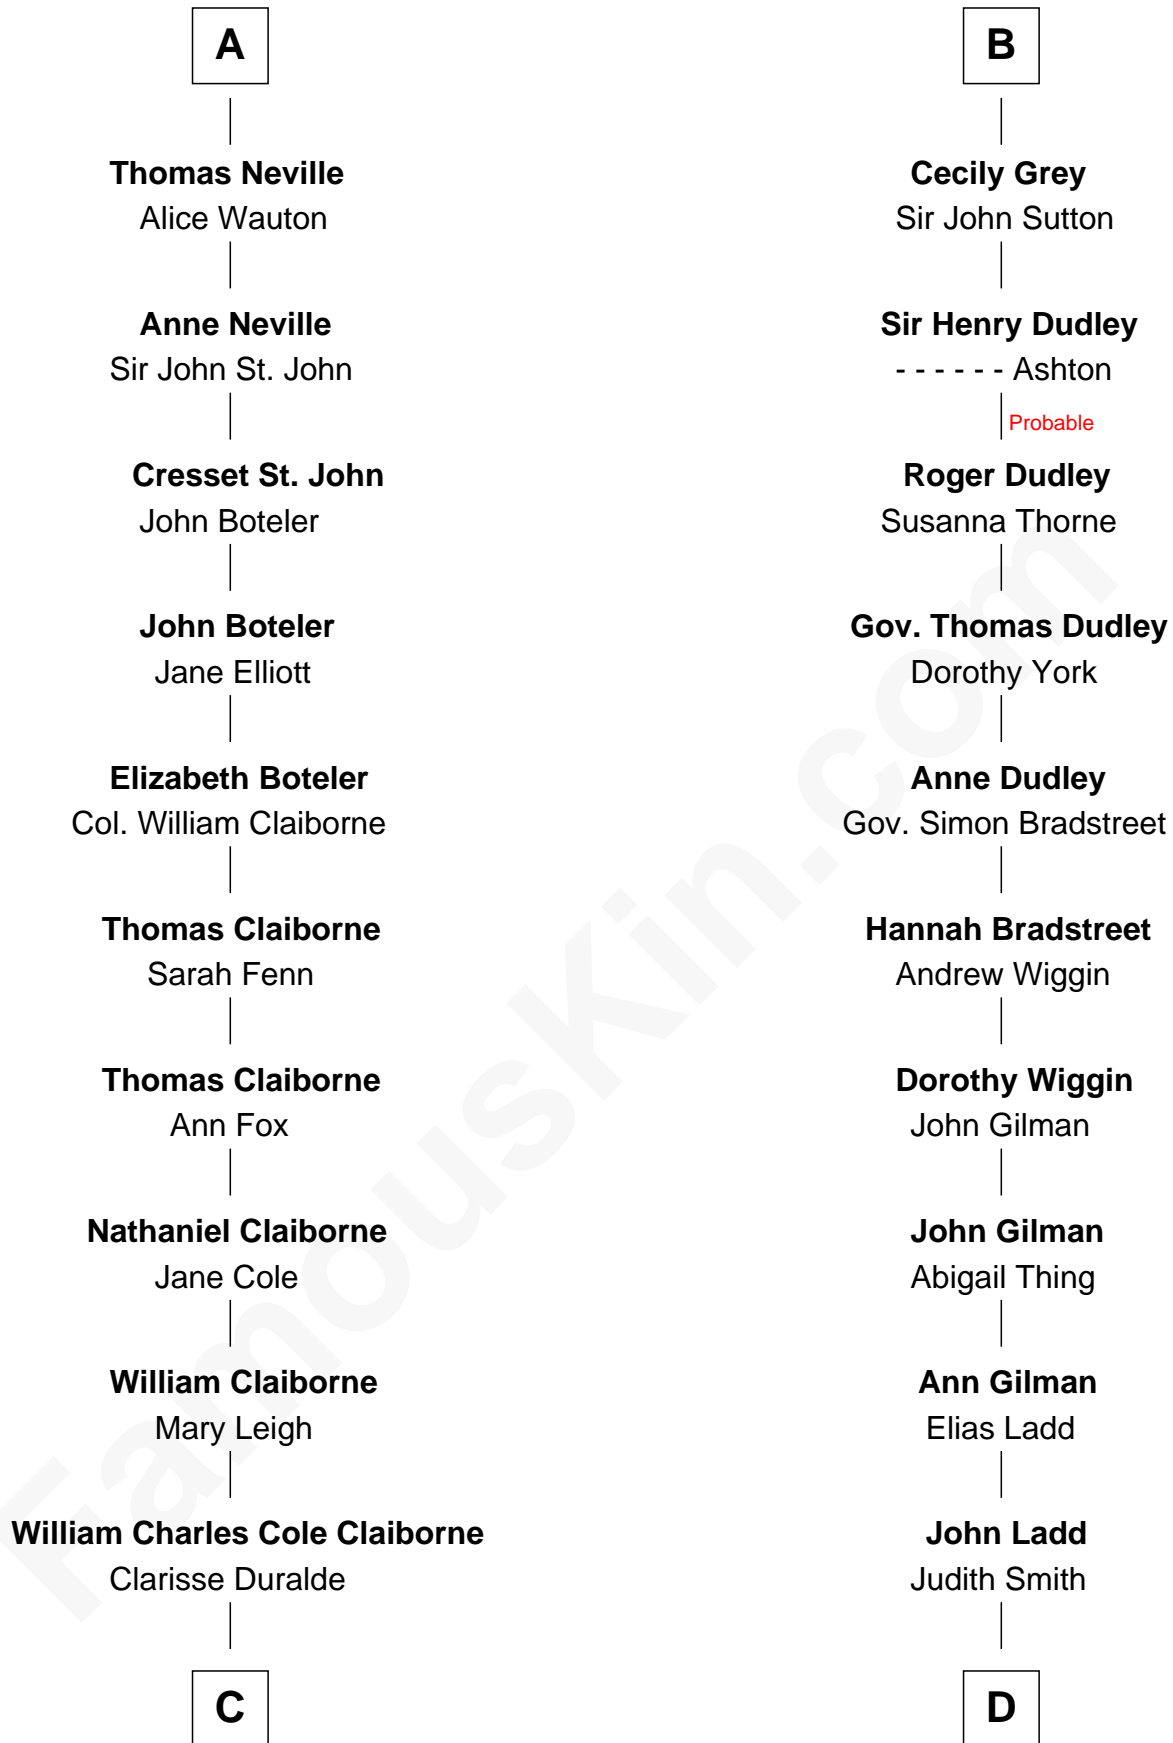 A
Thomas Neville
Alice Wauton
Anne Neville
Sir John St. John
Cresset St. John
John Boteler
John Boteler
Jane Elliott
Elizabeth Boteler
Col. William Claiborne
Thomas Claiborne
Sarah Fenn
Thomas Claiborne
Ann Fox
Nathaniel Claiborne
Jane Cole
William Claiborne
Mary Leigh
William Charles Cole Claiborne
Clarisse Duralde
C
B
Cecily Grey
Sir John Sutton
Sir Henry Dudley
- - - - - - Ashton
Probable
Roger Dudley
Susanna Thorne
Gov. Thomas Dudley
Dorothy York
Anne Dudley
Gov. Simon Bradstreet
Hannah Bradstreet
Andrew Wiggin
Dorothy Wiggin
John Gilman
John Gilman
Abigail Thing
Ann Gilman
Elias Ladd
John Ladd
Judith Smith
D
FamousKin.com